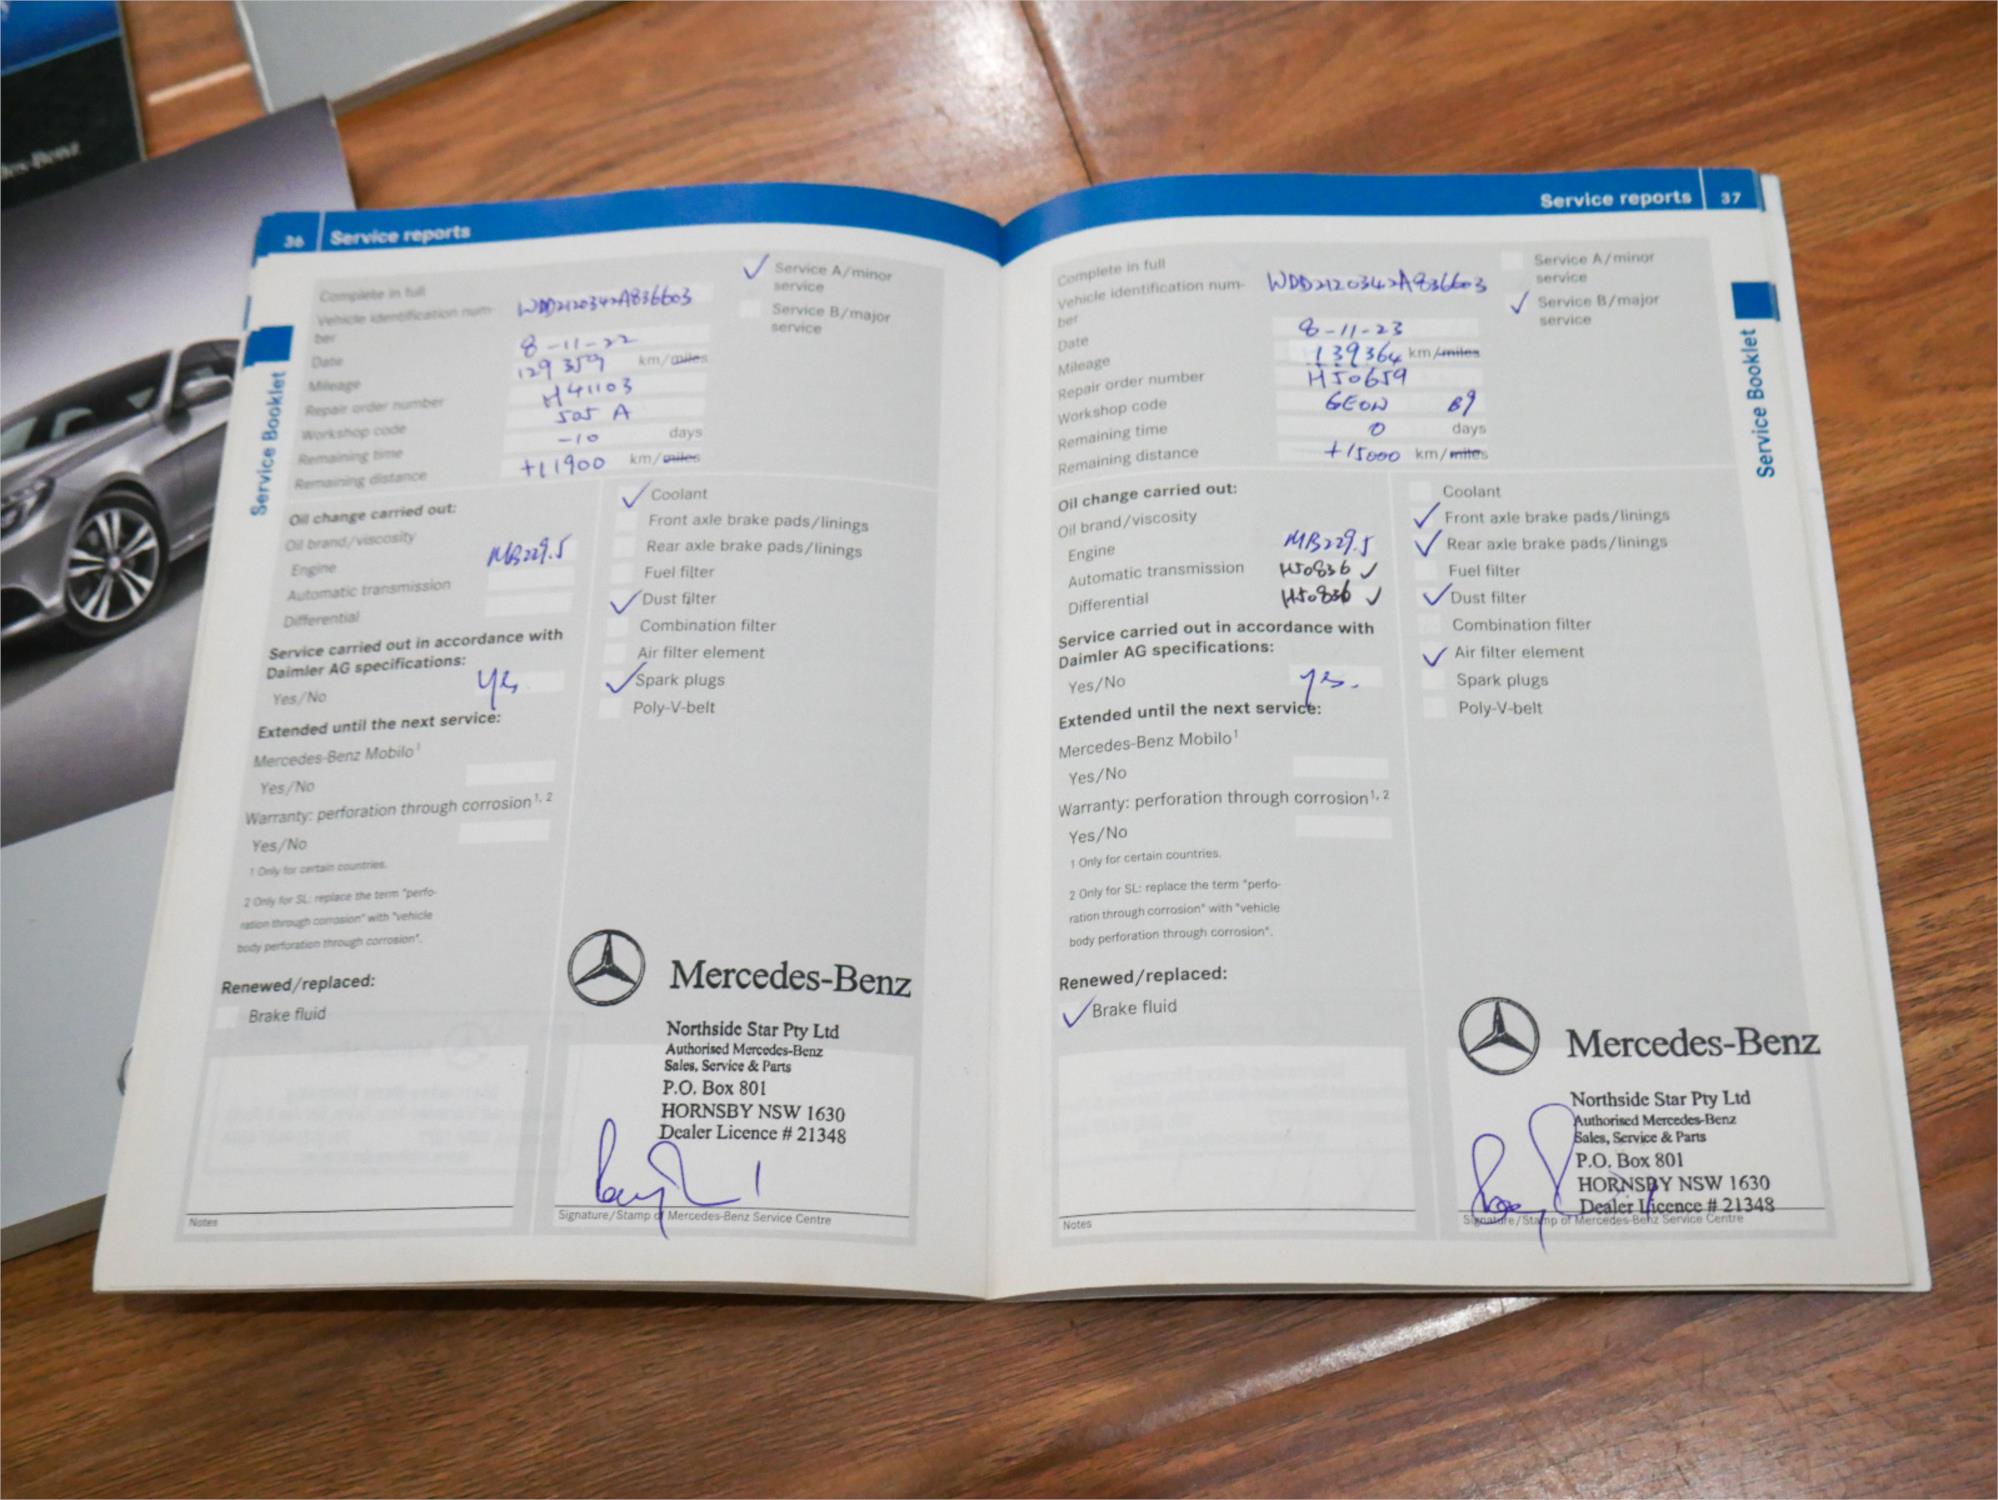 des-Benz
36 Service reports
Service Booklet
Complete in full
Vehicle identification num-
ber
WDD2120342A836603
Date
8-11-22
Mileage
129359 km/miles
Repair order number
H41103
Workshop code
505 A
Remaining time
-10 days
Remaining distance
+11900 km/miles
✓ Service A/minor
service
Service B/major
service
Oil change carried out:
Oil brand/viscosity
Engine MB229.5
Automatic transmission
Differential
Service carried out in accordance with
Daimler AG specifications:
Yes/No Yes
Extended until the next service:
Mercedes-Benz Mobilo1
Yes/No
Warranty: perforation through corrosion1, 2
Yes/No
1 Only for certain countries.
2 Only for SL: replace the term "perfo-
ration through corrosion" with "vehicle
body perforation through corrosion".
Renewed/replaced:
Brake fluid
Notes
✓ Coolant
Front axle brake pads/linings
Rear axle brake pads/linings
Fuel filter
✓ Dust filter
Combination filter
Air filter element
✓ Spark plugs
Poly-V-belt
Mercedes-Benz
Northside Star Pty Ltd
Authorised Mercedes-Benz
Sales, Service & Parts
P.O. Box 801
HORNSBY NSW 1630
Dealer Licence # 21348
Signature/Stamp of Mercedes-Benz Service Centre
Service reports 37
Service Booklet
Complete in full
Vehicle identification num-
ber
WDD2120342A836603
Date
8-11-23
Mileage
139364 km/miles
Repair order number
H50659
Workshop code
GEON B9
Remaining time
0 days
Remaining distance
+15000 km/miles
Service A/minor
service
✓ Service B/major
service
Oil change carried out:
Oil brand/viscosity
Engine MB229.5
Automatic transmission H50836 ✓
Differential H50836 ✓
Service carried out in accordance with
Daimler AG specifications:
Yes/No yes.
Extended until the next service:
Mercedes-Benz Mobilo1
Yes/No
Warranty: perforation through corrosion1, 2
Yes/No
1 Only for certain countries.
2 Only for SL: replace the term "perfo-
ration through corrosion" with "vehicle
body perforation through corrosion".
Renewed/replaced:
✓ Brake fluid
Notes
Coolant
✓ Front axle brake pads/linings
✓ Rear axle brake pads/linings
Fuel filter
✓ Dust filter
Combination filter
✓ Air filter element
Spark plugs
Poly-V-belt
Mercedes-Benz
Northside Star Pty Ltd
Authorised Mercedes-Benz
Sales, Service & Parts
P.O. Box 801
HORNSBY NSW 1630
Dealer Licence # 21348
Signature/Stamp of Mercedes-Benz Service Centre